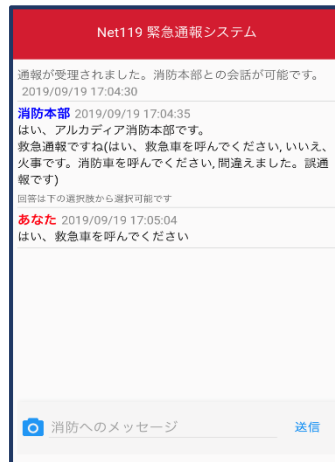 Net119 緊急通報システム
通報が受理されました。消防本部との会話が可能です。
2019/09/19 17:04:30
消防本部 2019/09/19 17:04:35
はい、アルカディア消防本部です。
救急通報ですね(はい、救急車を呼んでください,いいえ、
火事です。消防車を呼んでください,間違えました。誤通
報です)
回答は下の選択肢から選択可能です
あなた 2019/09/19 17:05:04
はい、救急車を呼んでください
消防へのメッセージ
送信